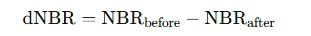 dNBR = NBR_before − NBR_after